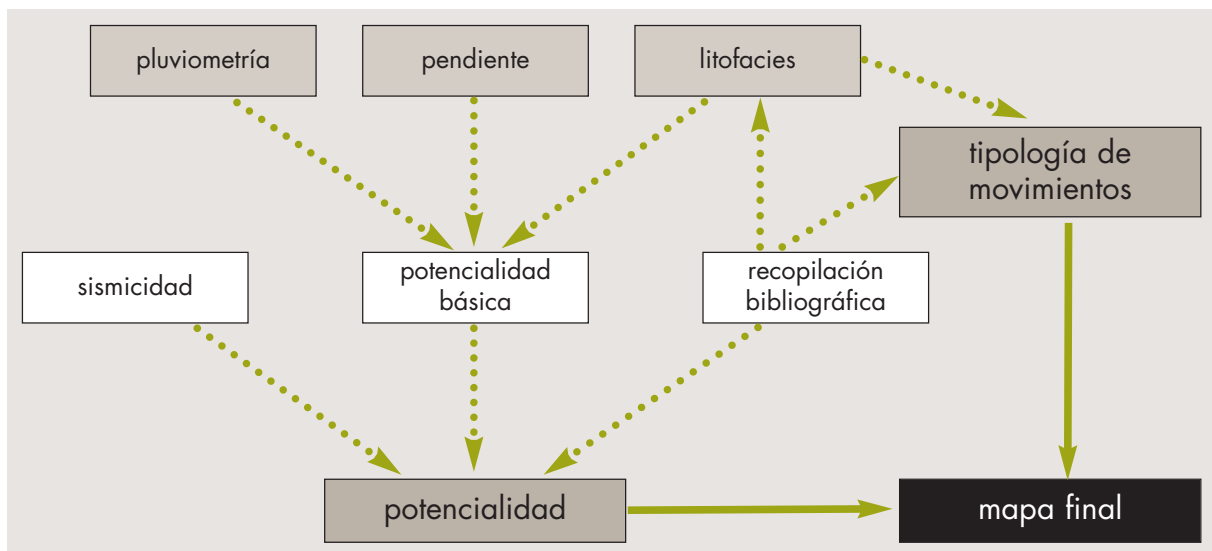 pluviometría
pendiente
litofacies
tipología de
movimientos
sismicidad
potencialidad
básica
recopilación
bibliográfica
potencialidad
mapa final